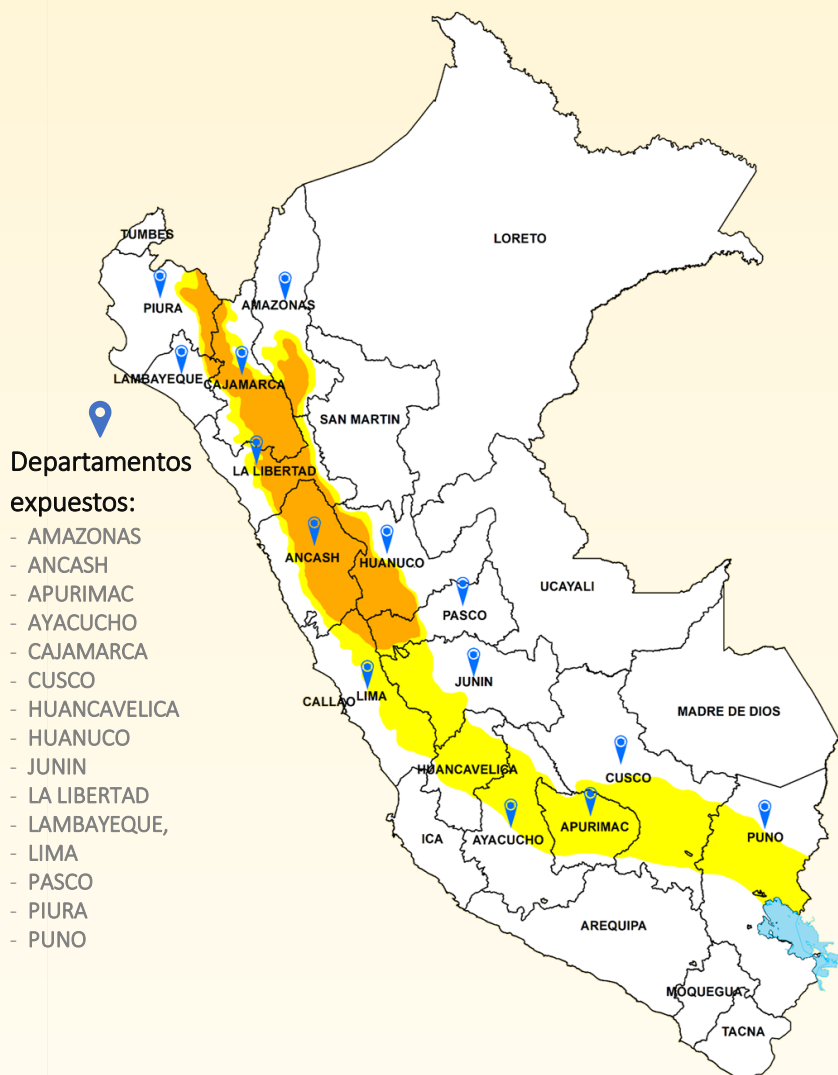 TUMBES
LORETO
PIURA
AMAZONAS
LAMBAYEQUE
CAJAMARCA
SAN MARTIN
LA LIBERTAD
ANCASH
HUANUCO
UCAYALI
PASCO
JUNIN
CALLAO
LIMA
MADRE DE DIOS
HUANCAVELICA
CUSCO
ICA
AYACUCHO
APURIMAC
PUNO
AREQUIPA
MOQUEGUA
TACNA
Departamentos
expuestos:
- AMAZONAS
- ANCASH
- APURIMAC
- AYACUCHO
- CAJAMARCA
- CUSCO
- HUANCAVELICA
- HUANUCO
- JUNIN
- LA LIBERTAD
- LAMBAYEQUE,
- LIMA
- PASCO
- PIURA
- PUNO